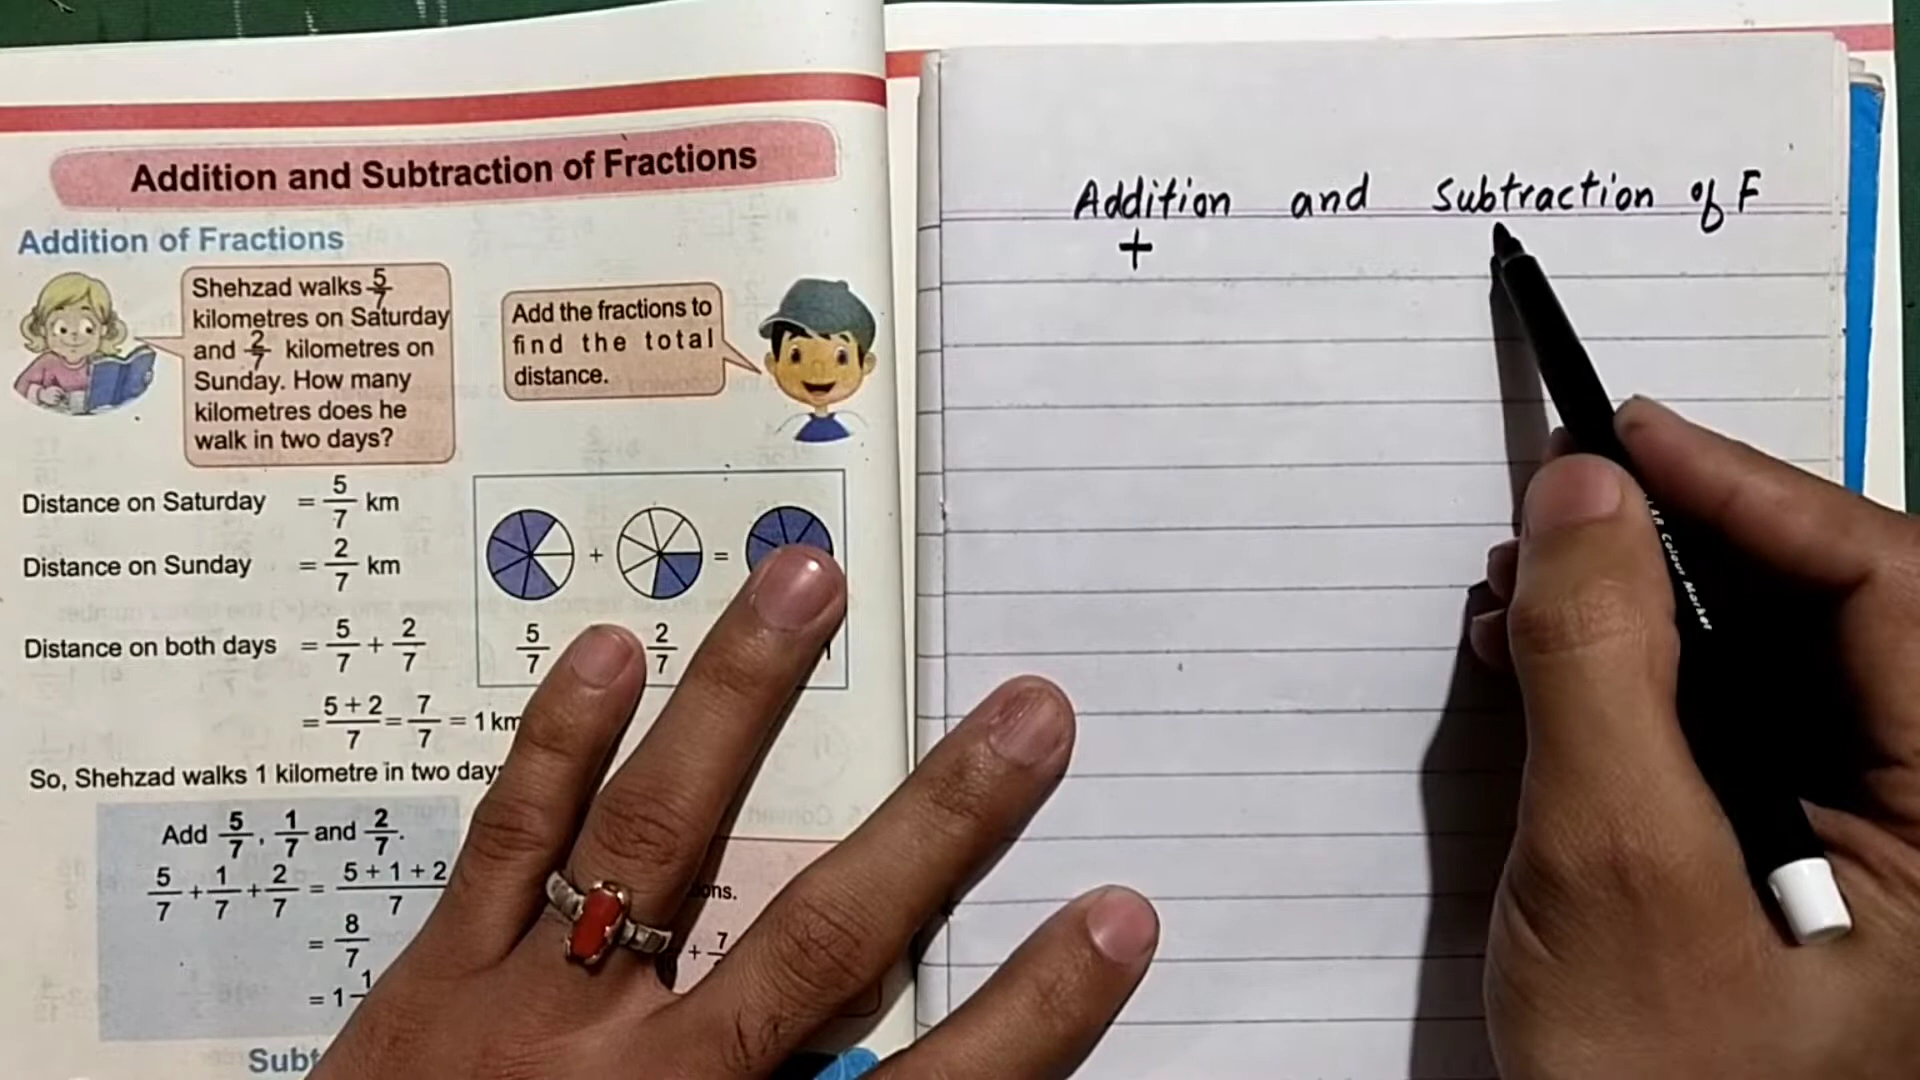 Addition and Subtraction of Fractions
Addition of Fractions
Shehzad walks 5/7
kilometres on Saturday
and 2/7 kilometres on
Sunday. How many
kilometres does he
walk in two days?
Add the fractions to
find the total
distance.
Distance on Saturday = 5/7 km
Distance on Sunday = 2/7 km
Distance on both days = 5/7 + 2/7
= 5 + 2/7 = 7/7 = 1 km
+ =
5/7 2/7
So, Shehzad walks 1 kilometre in two
Add 5/7, 1/7 and 2/7.
5/7 + 1/7 + 2/7 = 5 + 1 + 2/7
= 8/7
= 1
+ 7
Addition and Subtraction of F
+
Colour Marker